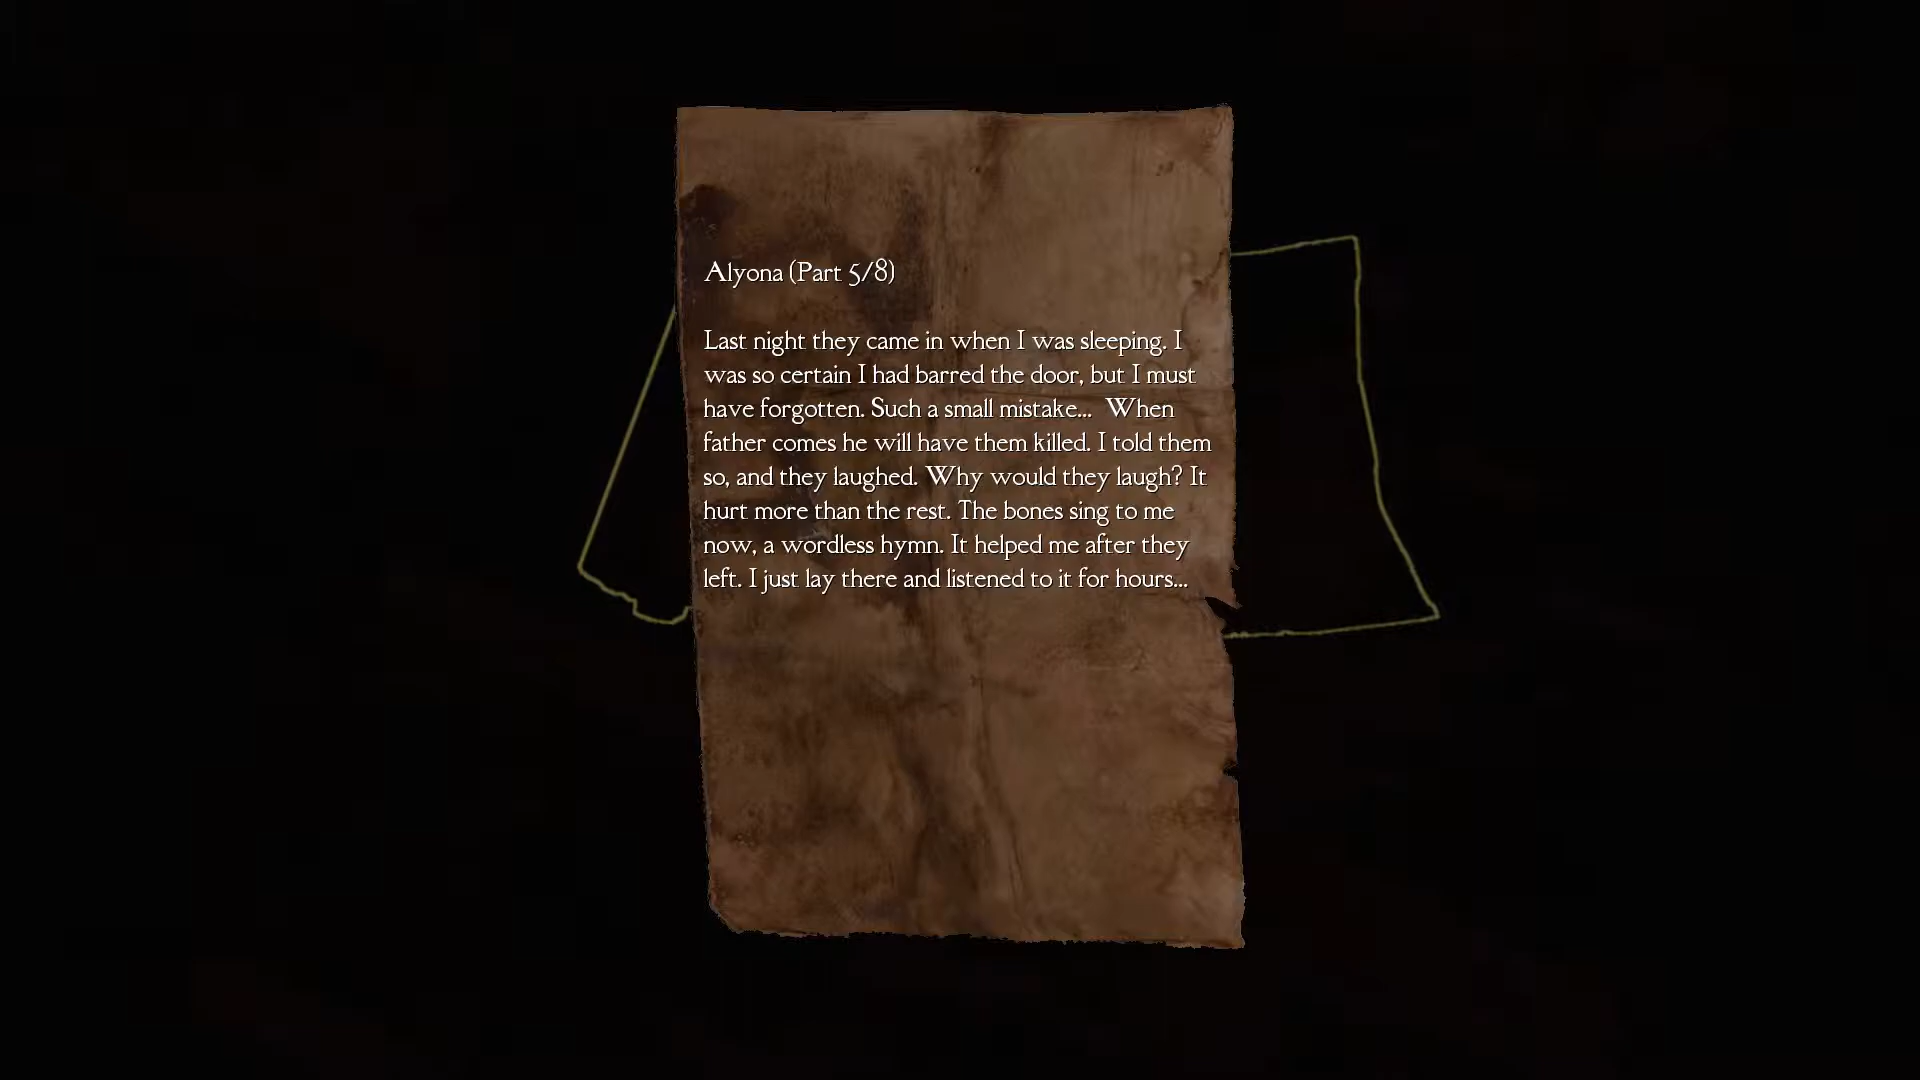 Alyona (Part 5/8)
Last night they came in when I was sleeping. I
was so certain I had barred the door, but I must
have forgotten. Such a small mistake...  When
father comes he will have them killed. I told them
so, and they laughed. Why would they laugh? It
hurt more than the rest. The bones sing to me
now, a wordless hymn. It helped me after they
left. I just lay there and listened to it for hours...